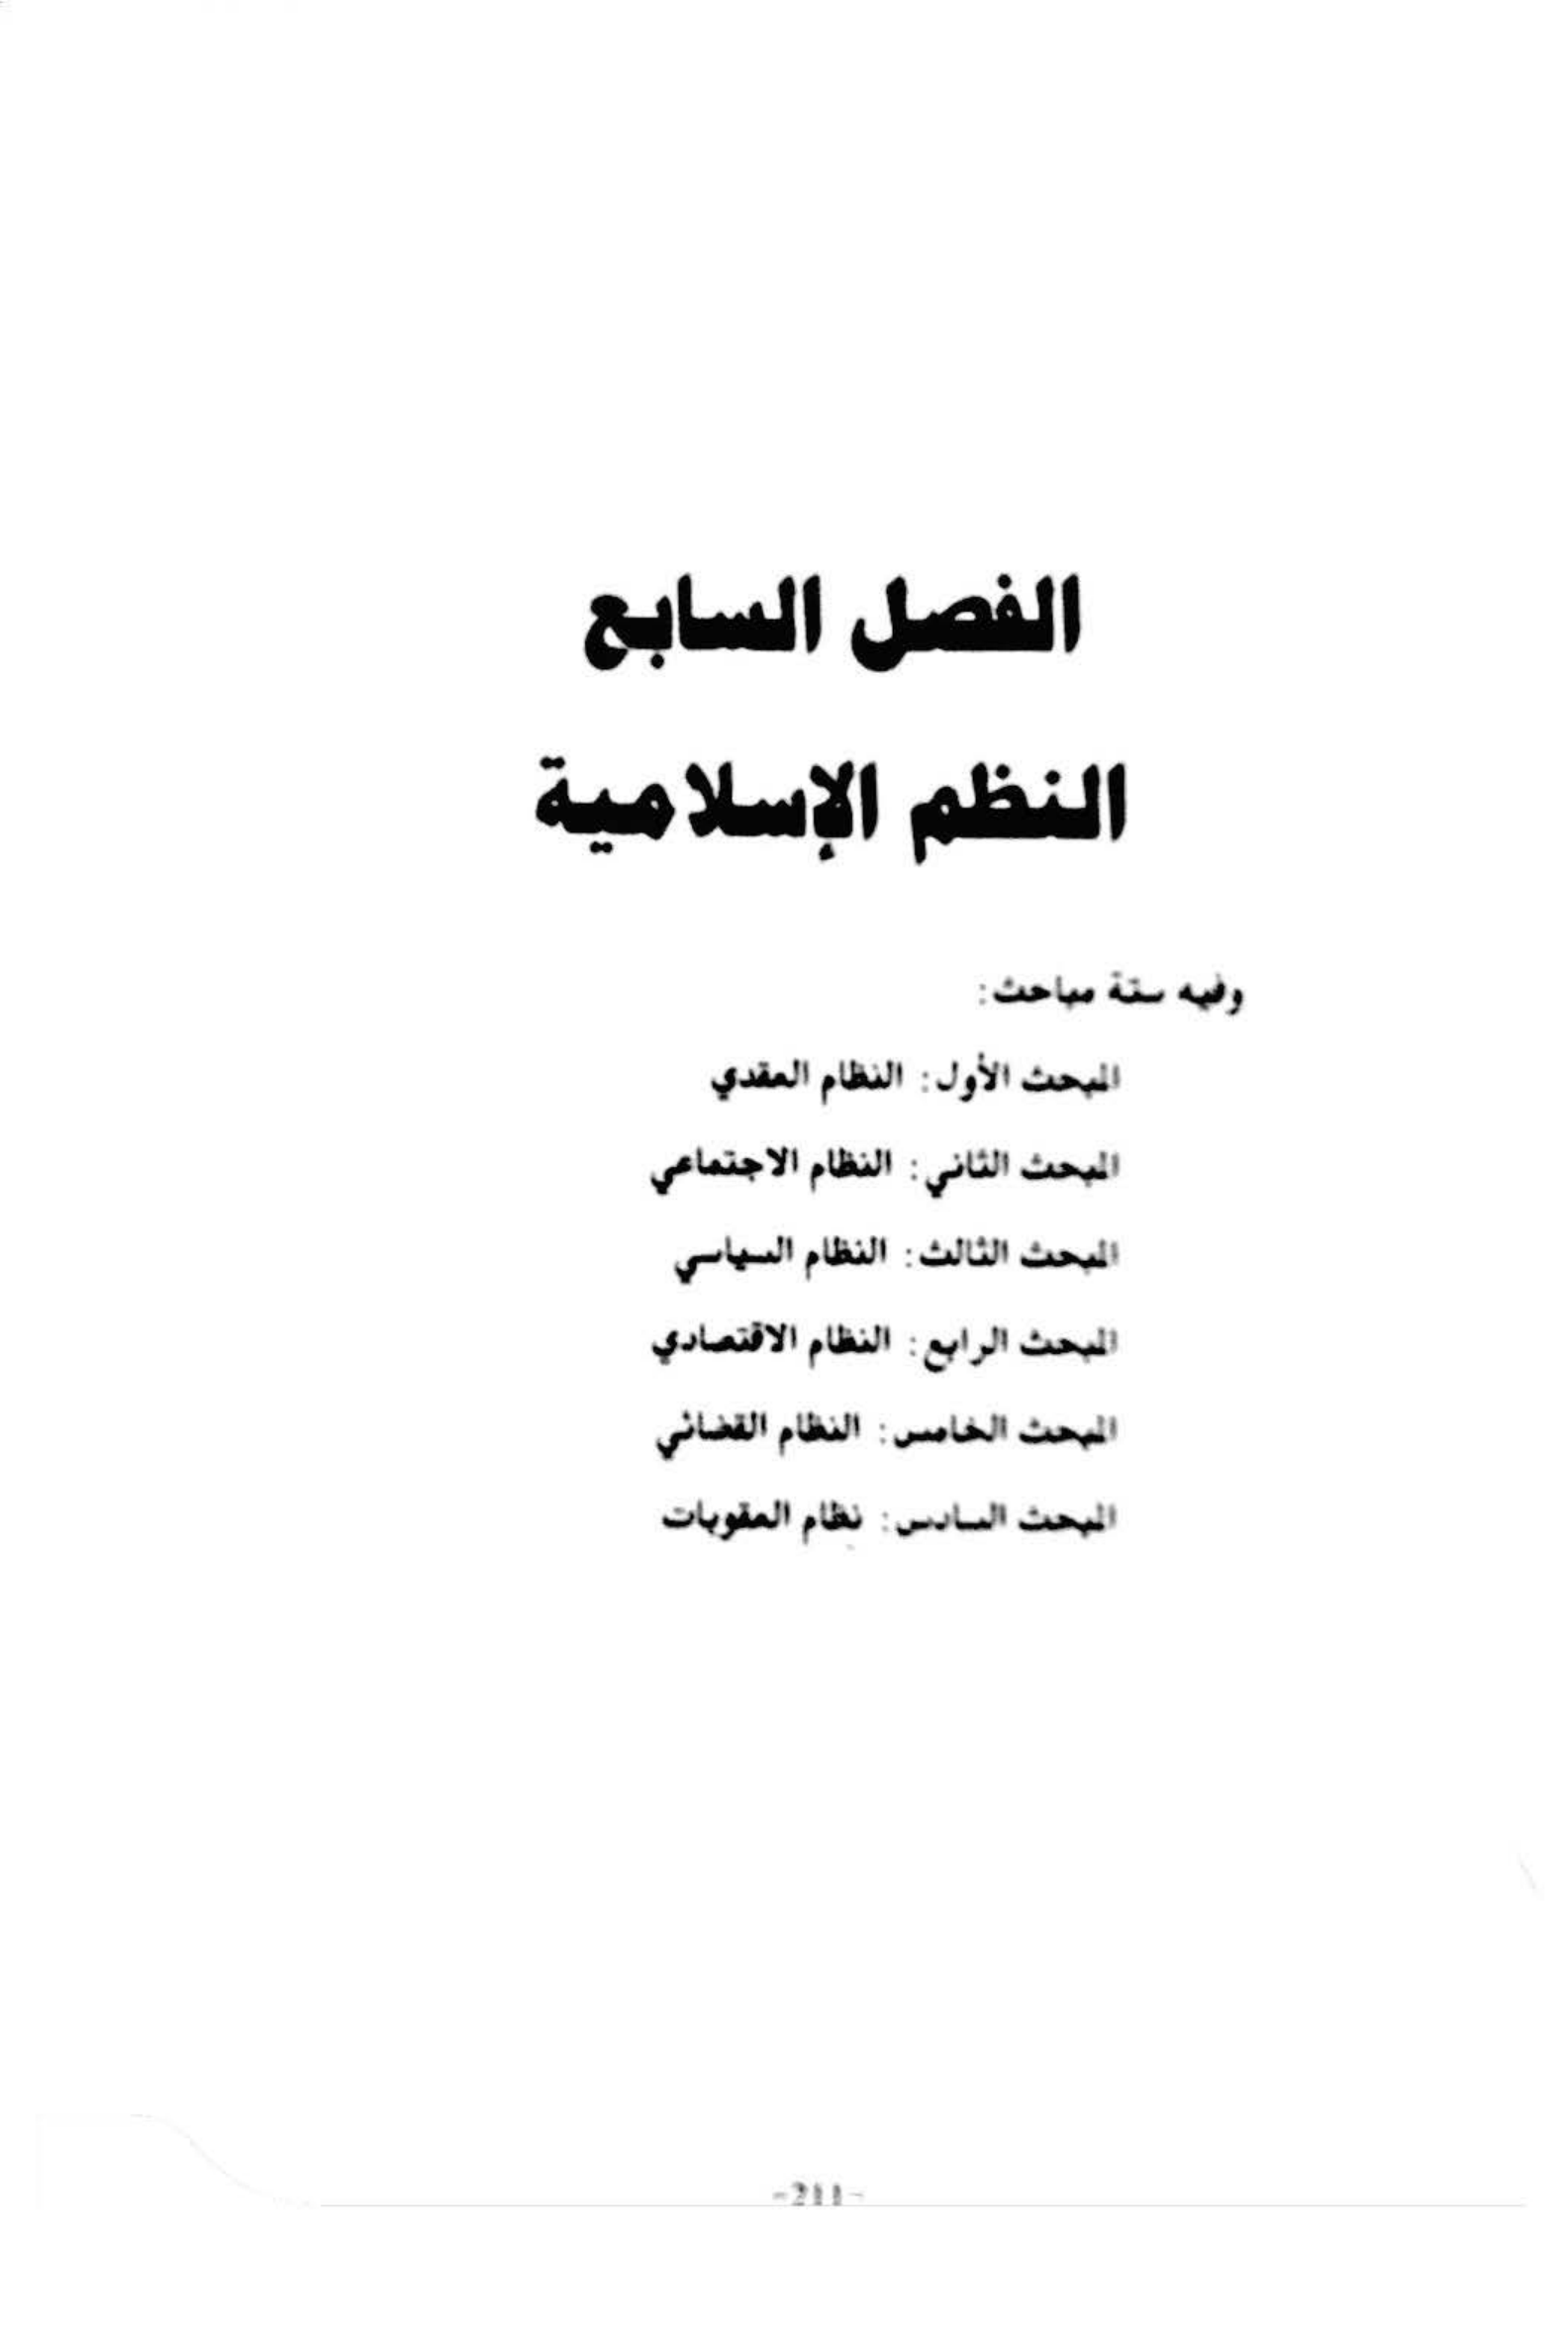 الفصل السابع
النظم الإسلامية
وفيه ستة مباحث:
المبحث الأول: النظام العقدي
المبحث الثاني: النظام الاجتماعي
المبحث الثالث: النظام السياسي
المبحث الرابع: النظام الاقتصادي
المبحث الخامس: النظام القضائي
المبحث السادس: نظام العقوبات
-211-